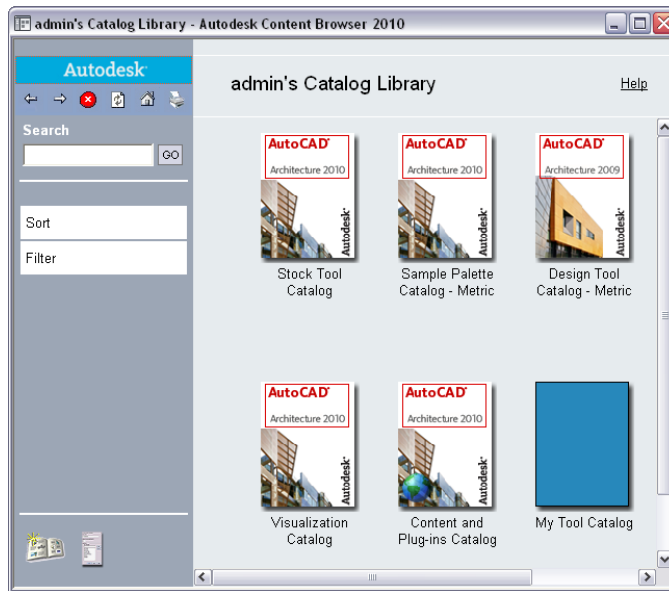 admin's Catalog Library - Autodesk Content Browser 2010
Autodesk
admin's Catalog Library
Help
Search
GO
Sort
Filter
AutoCAD
Architecture 2010
Autodesk
Stock Tool
Catalog
AutoCAD
Architecture 2010
Autodesk
Sample Palette
Catalog - Metric
AutoCAD
Architecture 2009
Autodesk
Design Tool
Catalog - Metric
AutoCAD
Architecture 2010
Autodesk
Visualization
Catalog
AutoCAD
Architecture 2010
Autodesk
Content and
Plug-ins Catalog
My Tool Catalog